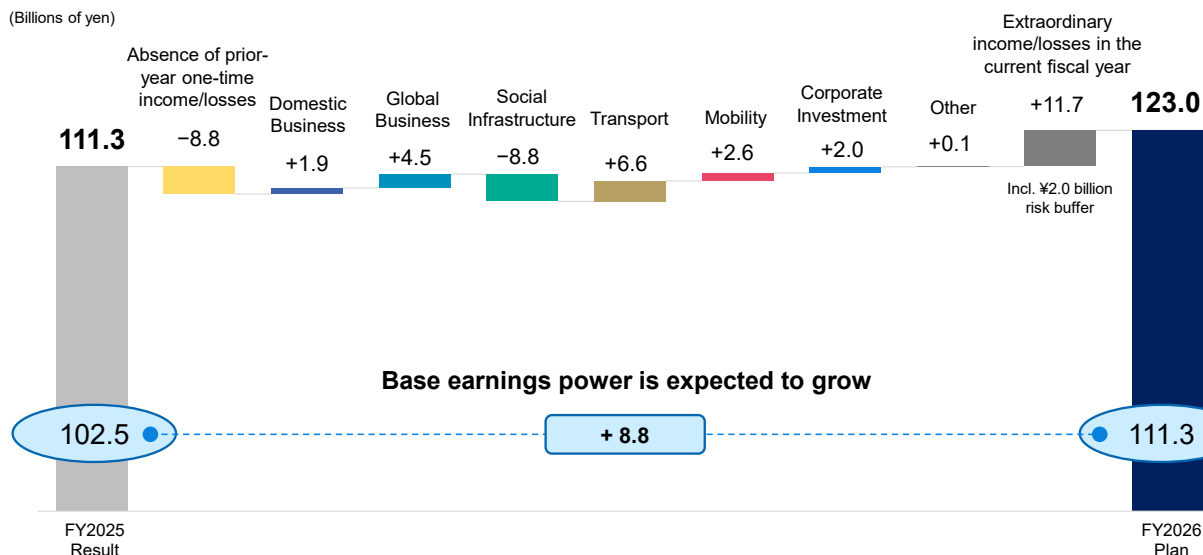 (Billions of yen)
111.3
Absence of prior-
year one-time
income/losses
−8.8
Domestic
Business
+1.9
Global
Business
+4.5
Social
Infrastructure
−8.8
Transport
+6.6
Mobility
+2.6
Corporate
Investment
+2.0
Other
+0.1
Extraordinary
income/losses in the
current fiscal year
+11.7
Incl. ¥2.0 billion
risk buffer
123.0
Base earnings power is expected to grow
102.5
+ 8.8
111.3
FY2025
Result
FY2026
Plan